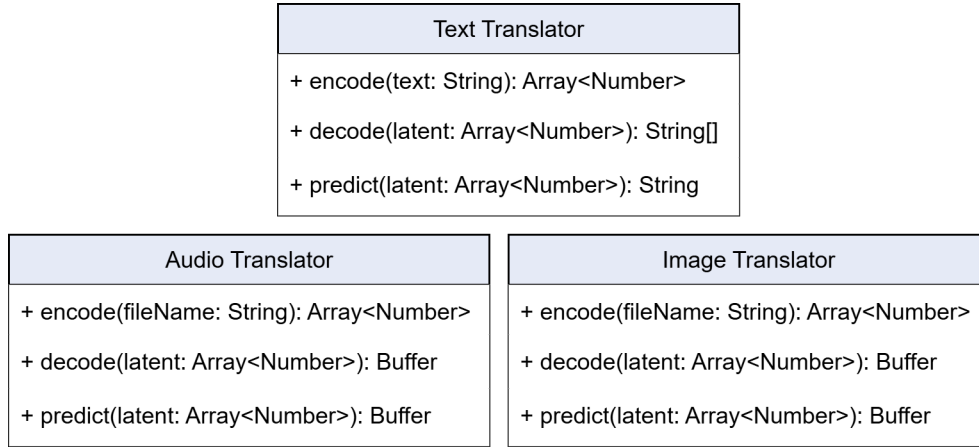 Text Translator
+ encode(text: String): Array<Number>
+ decode(latent: Array<Number>): String[]
+ predict(latent: Array<Number>): String
Audio Translator
+ encode(fileName: String): Array<Number>
+ decode(latent: Array<Number>): Buffer
+ predict(latent: Array<Number>): Buffer
Image Translator
+ encode(fileName: String): Array<Number>
+ decode(latent: Array<Number>): Buffer
+ predict(latent: Array<Number>): Buffer